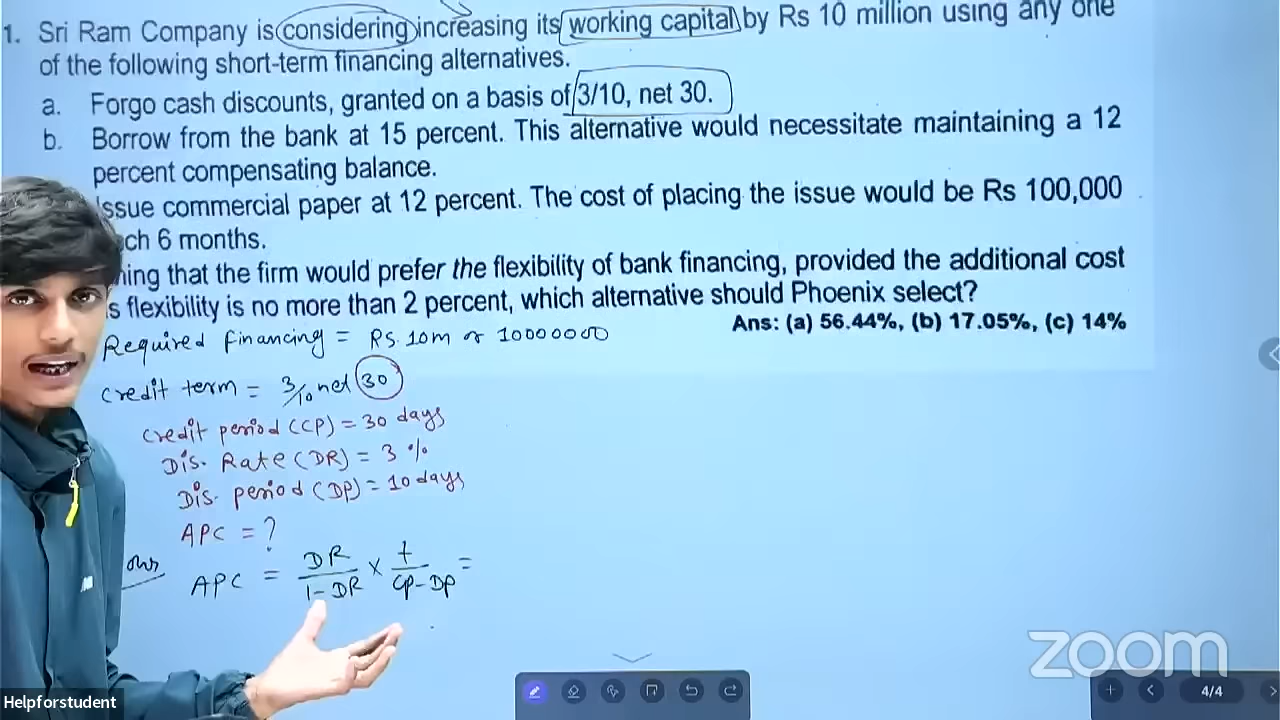 1. Sri Ram Company is considering increasing its working capital by Rs 10 million using any one
of the following short-term financing alternatives.
a. Forgo cash discounts, granted on a basis of 3/10, net 30.
b. Borrow from the bank at 15 percent. This alternative would necessitate maintaining a 12
percent compensating balance.
Issue commercial paper at 12 percent. The cost of placing the issue would be Rs 100,000
ch 6 months.
ning that the firm would prefer the flexibility of bank financing, provided the additional cost
s flexibility is no more than 2 percent, which alternative should Phoenix select?
Ans: (a) 56.44%, (b) 17.05%, (c) 14%
Required financing = Rs. 10m or 10000000
Credit term = 3/10 net 30
Credit period (CP) = 30 days
Dis. Rate (DR) = 3 %
Dis. period (DP) = 10 days
APC = ?
APC = DR/1-DR × t/CP-DP =
zoom
4/4
Helpforstudent